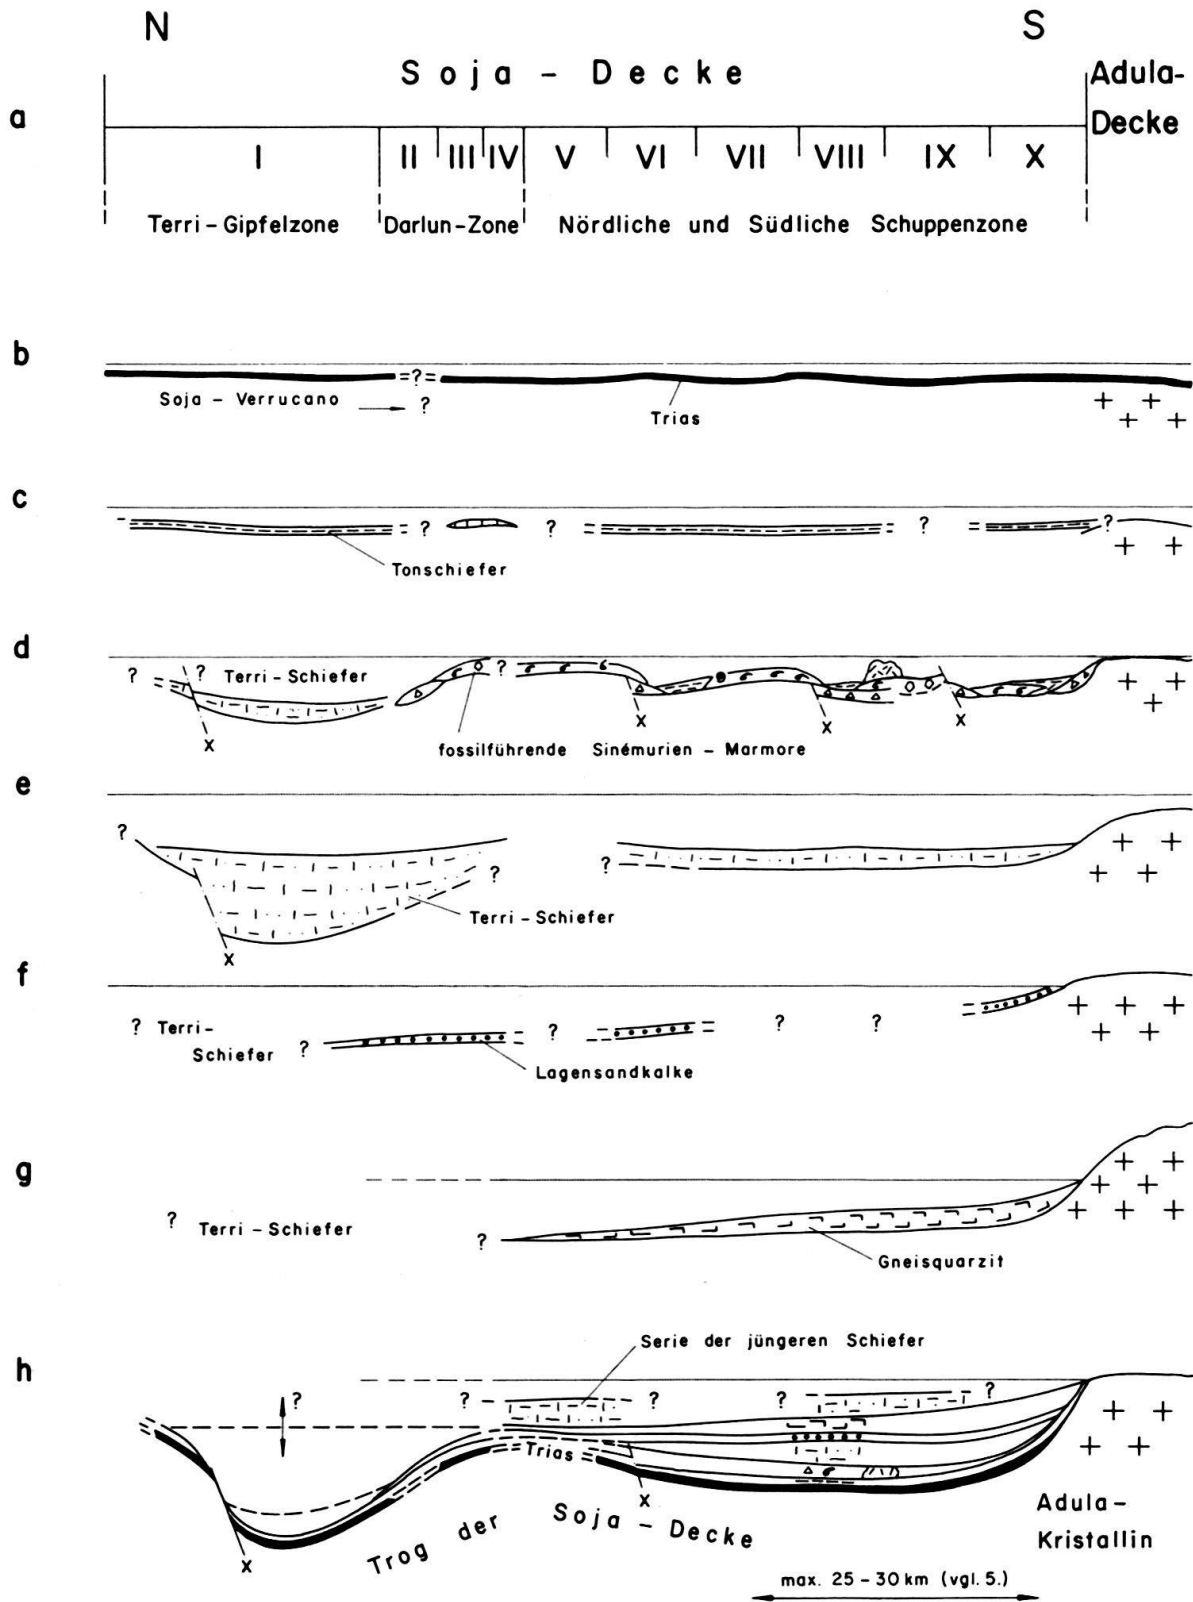 N S
Soja - Decke
Adula-
Decke
a
I II III IV V VI VII VIII IX X
Terri - Gipfelzone Darlun-Zone Nördliche und Südliche Schuppenzone
b
=?=
Soja - Verrucano ?
Trias
c
? ? ? ?
Tonschiefer
d
? ? Terri - Schiefer ?
x x x x
fossilführende Sinémurien - Marmore
e
? ? ?
Terri - Schiefer
x
f
? Terri-
Schiefer ? ? ? ?
Lagensandkalke
g
? Terri - Schiefer ?
Gneisquarzit
h
Serie der jüngeren Schiefer
? ? ? ? ?
Trias
x x
Trog der Soja - Decke
Adula-
Kristallin
max. 25 - 30 km (vgl. 5.)